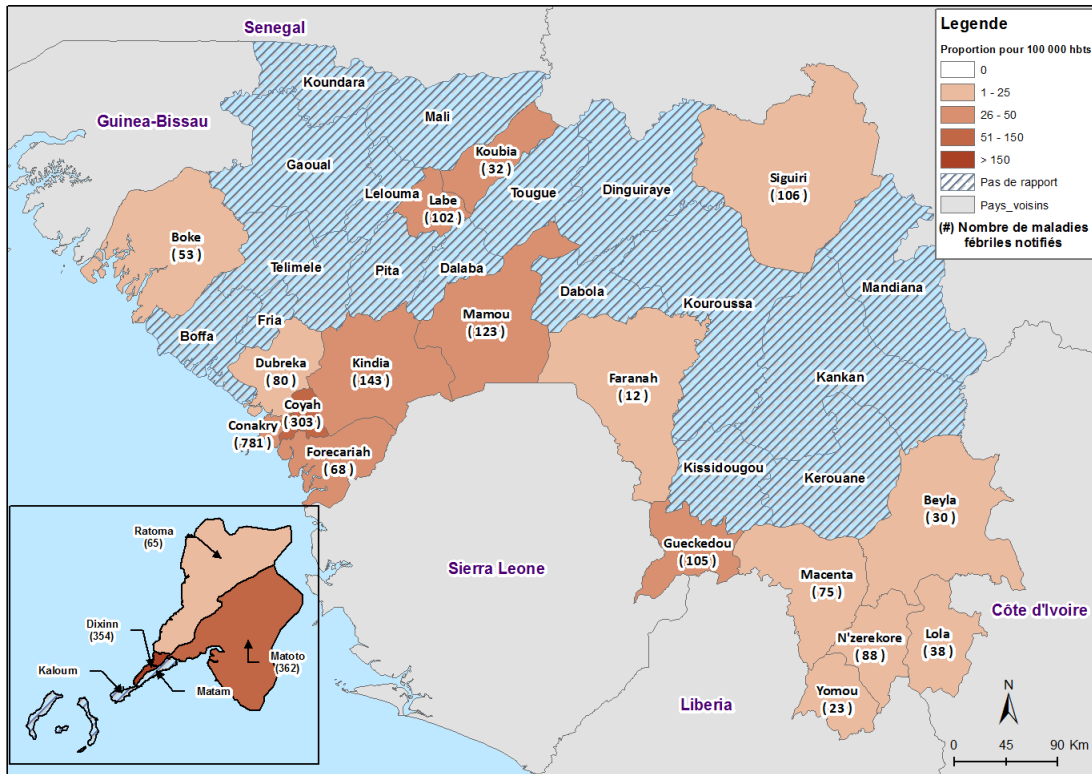 Senegal
Guinea-Bissau
Koundara
Mali
Gaoual
Koubia
( 32 )
Lelouma
Labe
( 102 )
Tougue
Dinguiraye
Siguiri
( 106 )
Boke
( 53 )
Telimele
Pita
Dalaba
Mandiana
Boffa
Fria
Dabola
Kouroussa
Mamou
( 123 )
Dubreka
( 80 )
Kindia
( 143 )
Kankan
Faranah
( 12 )
Coyah
( 303 )
Conakry
( 781 )
Forecariah
( 68 )
Kissidougou
Kerouane
Beyla
( 30 )
Gueckedou
( 105 )
Sierra Leone
Macenta
( 75 )
Côte d'Ivoire
N'zerekore
( 88 )
Lola
( 38 )
Yomou
( 23 )
Liberia
Ratoma
(65)
Dixinn
(354)
Kaloum
Matam
Matoto
(362)
Legende
Proportion pour 100 000 hbts
0
1 - 25
26 - 50
51 - 150
> 150
Pas de rapport
Pays_voisins
(#) Nombre de maladies
fébriles notifiés
N
0 45 90 Km